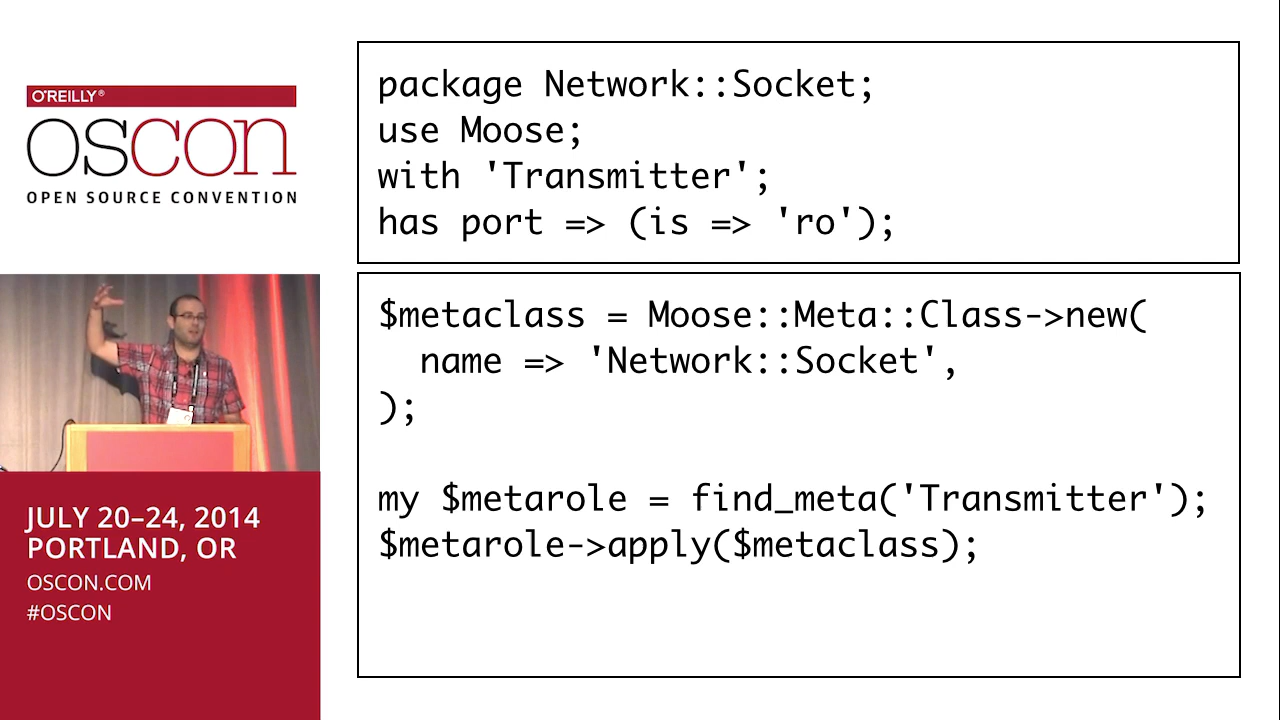 O'REILLY®
OSCON
OPEN SOURCE CONVENTION
JULY 20–24, 2014
PORTLAND, OR
OSCON.COM
#OSCON
package Network::Socket;
use Moose;
with 'Transmitter';
has port => (is => 'ro');
$metaclass = Moose::Meta::Class->new(
  name => 'Network::Socket',
);
my $metarole = find_meta('Transmitter');
$metarole->apply($metaclass);